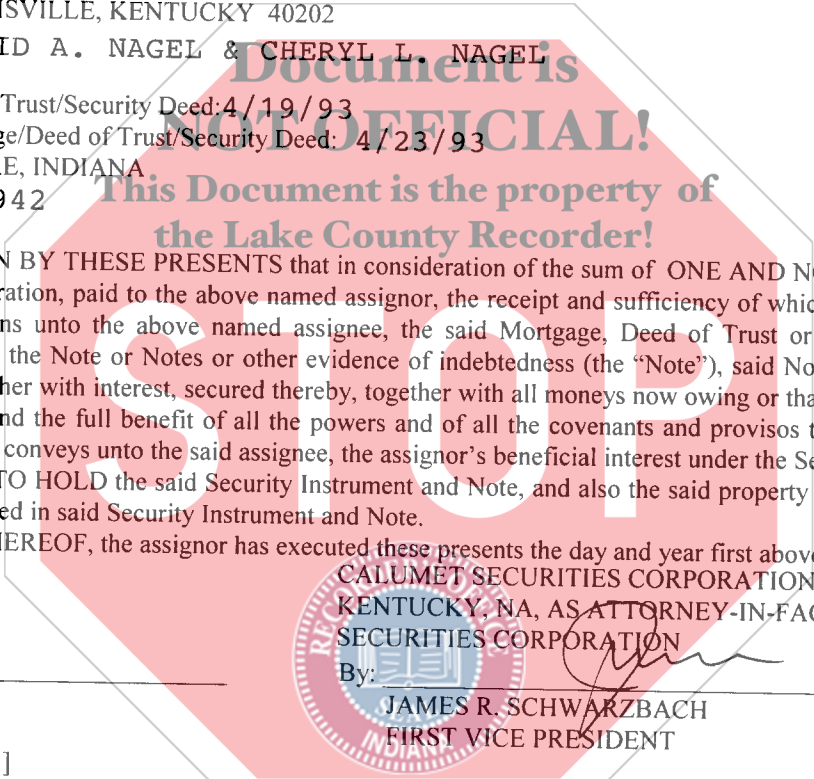 SVILLE, KENTUCKY 40202
ID A. NAGEL & CHERYL L. NAGEL
Document is
Trust/Security Deed:4/19/93
NOT OFFICIAL!
ge/Deed of Trust/Security Deed: 4/23/93
E, INDIANA
This Document is the property of
942
the Lake County Recorder!
N BY THESE PRESENTS that in consideration of the sum of ONE AND N
ration, paid to the above named assignor, the receipt and sufficiency of whic
ns unto the above named assignee, the said Mortgage, Deed of Trust or
the Note or Notes or other evidence of indebtedness (the “Note”), said No
her with interest, secured thereby, together with all moneys now owing or tha
nd the full benefit of all the powers and of all the covenants and provisos t
conveys unto the said assignee, the assignor’s beneficial interest under the Se
TO HOLD the said Security Instrument and Note, and also the said property
ed in said Security Instrument and Note.
EREOF, the assignor has executed these presents the day and year first above
STOP
CALUMET SECURITIES CORPORATION
KENTUCKY, NA, AS ATTORNEY-IN-FAC
SECURITIES CORPORATION
By:
JAMES R. SCHWARZBACH
FIRST VICE PRESIDENT
SEAL
INDIANA
]